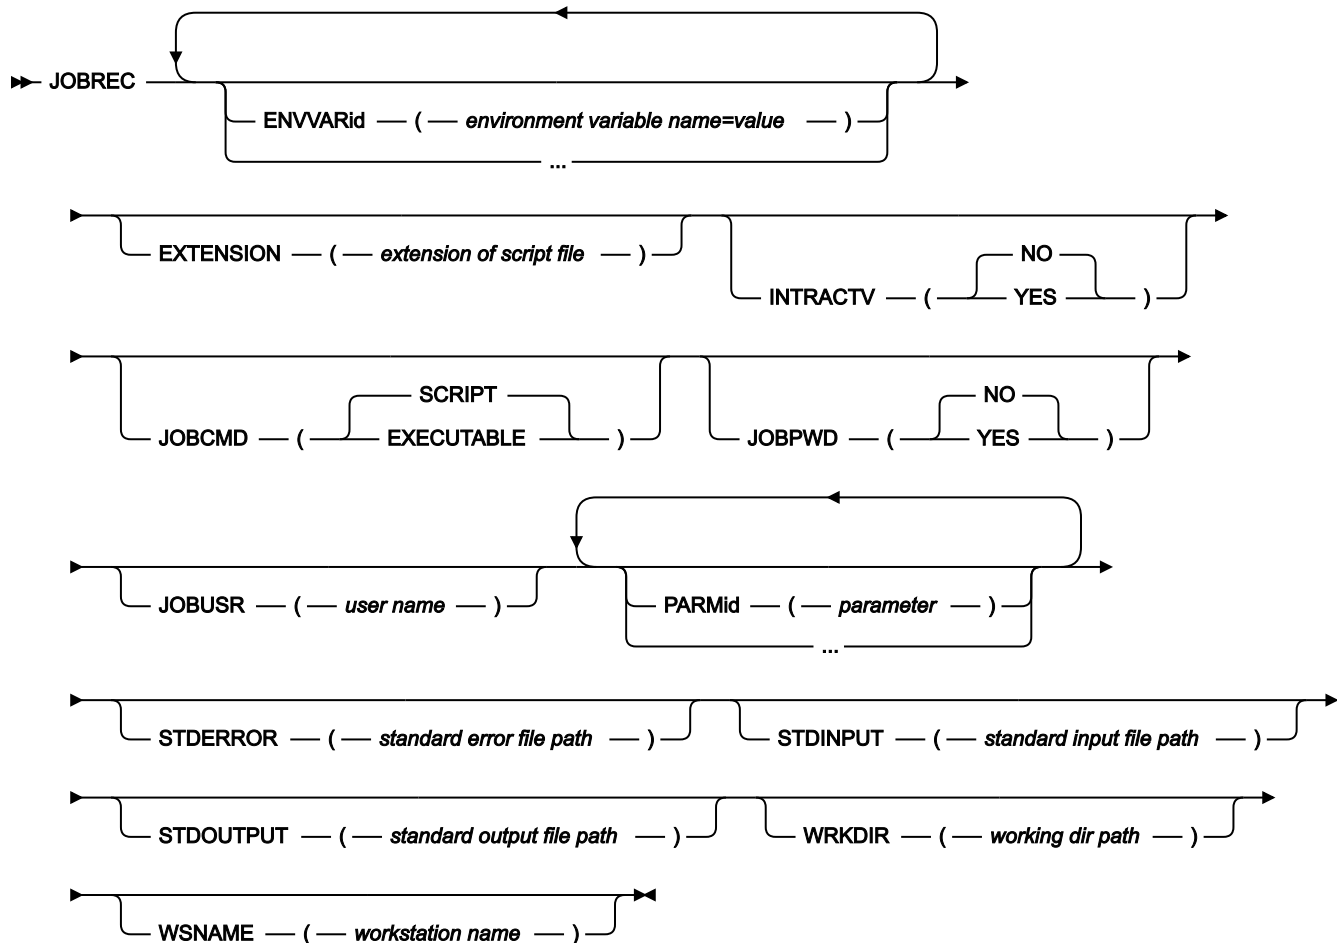 JOBREC
ENVVARid ( environment variable name=value )
...
EXTENSION ( extension of script file )
INTRACTV ( NO YES )
JOBCMD ( SCRIPT EXECUTABLE )
JOBPWD ( NO YES )
JOBUSR ( user name )
PARMid ( parameter )
...
STDERROR ( standard error file path )
STDINPUT ( standard input file path )
STDOUTPUT ( standard output file path )
WRKDIR ( working dir path )
WSNAME ( workstation name )